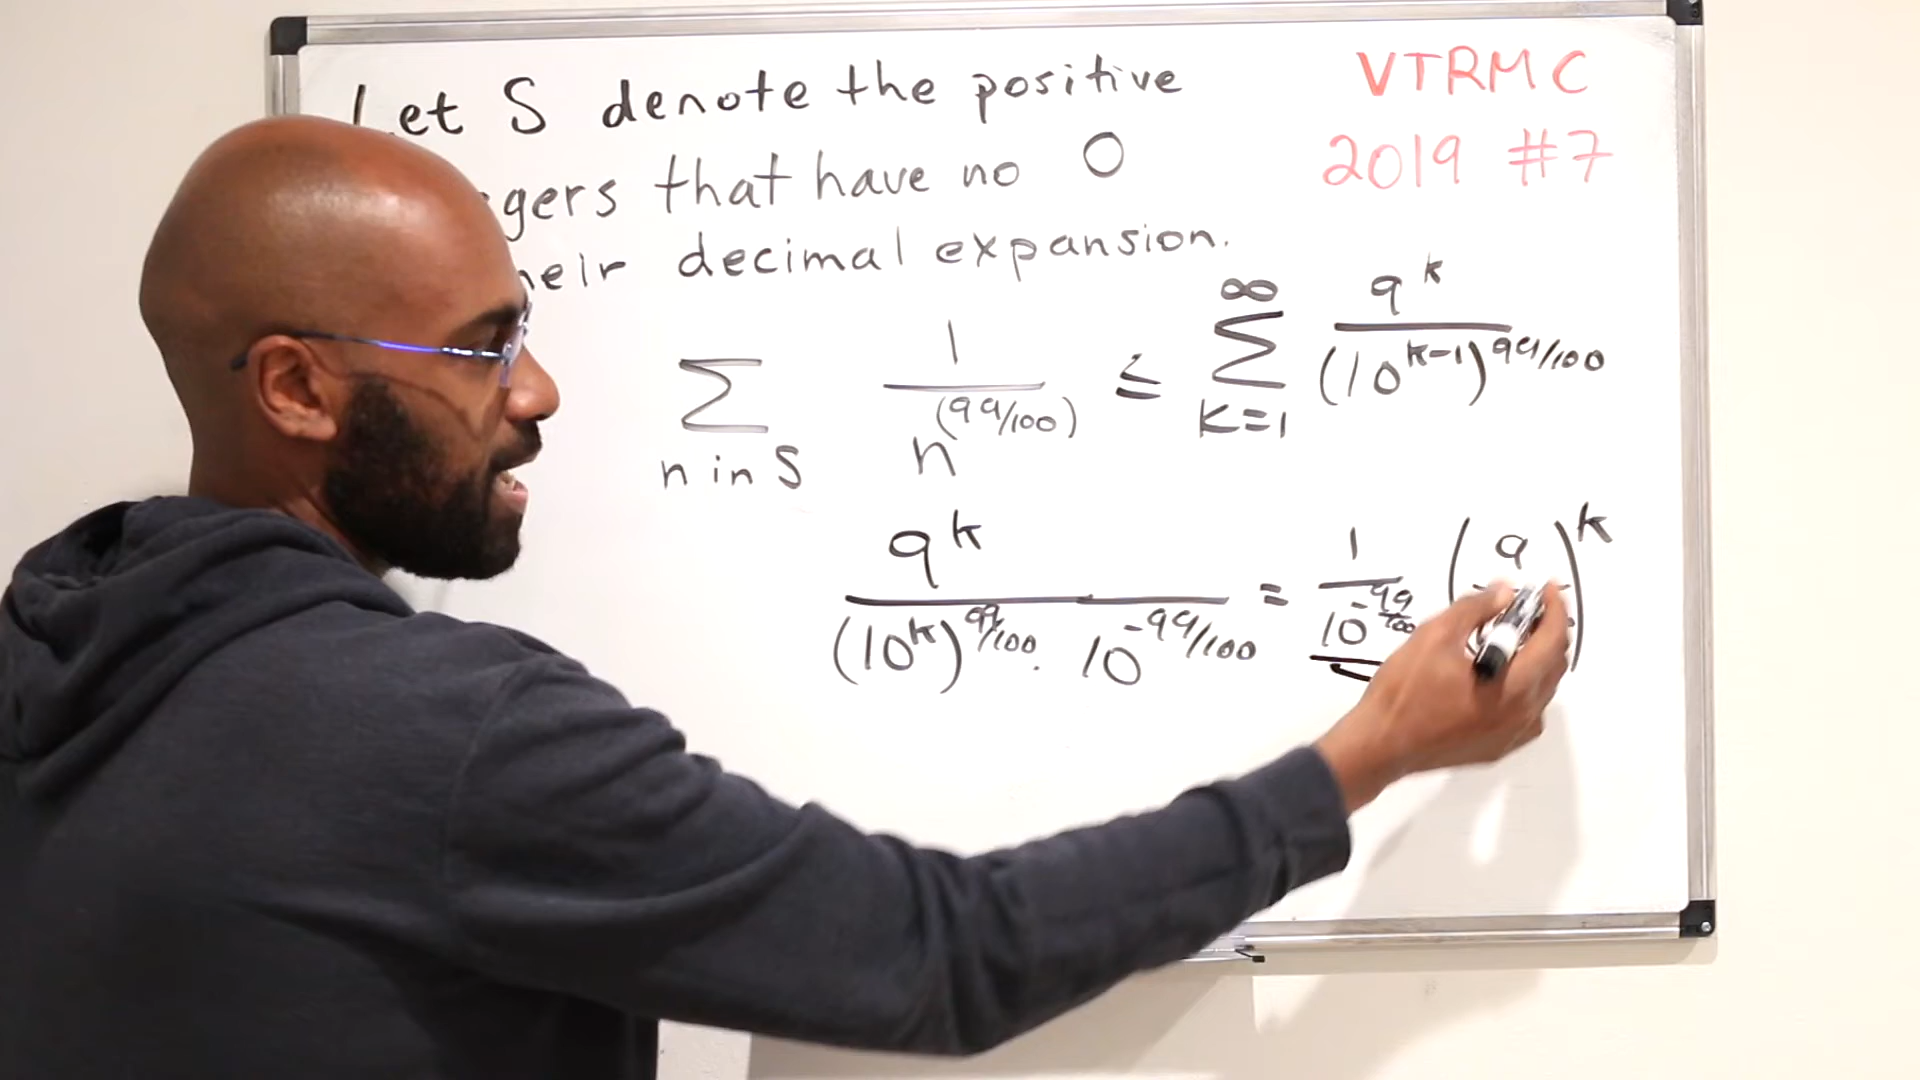 Let S denote the positive
gers that have no 0
heir decimal expansion.
VTRMC
2019 #7
∑ n in S 1/n^(99/100) ≤ ∑ k=1 ∞ 9^k/(10^(k-1))^99/100
9^k/((10^k)^99/100 · 10^-99/100) = 1/10^-99/100 (9)^k